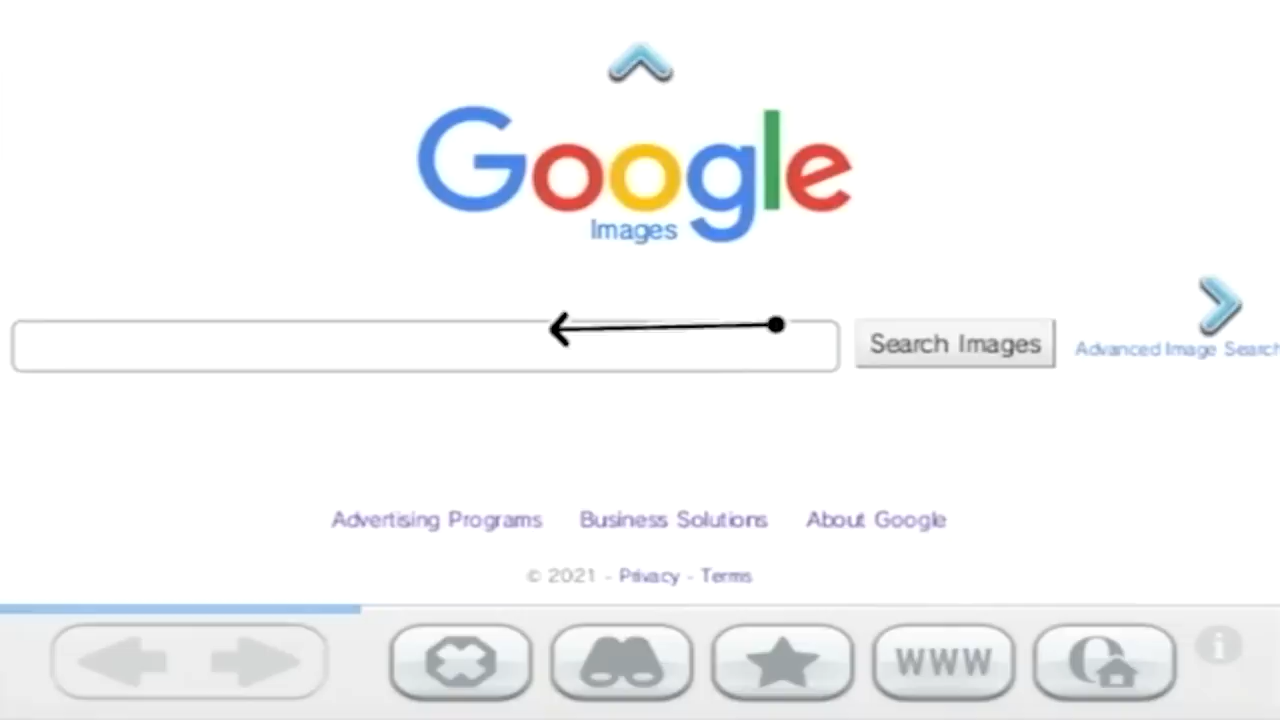 Google
Images
Search Images
Advanced Image Search
Advertising Programs Business Solutions About Google
© 2021 - Privacy - Terms
WWW
i